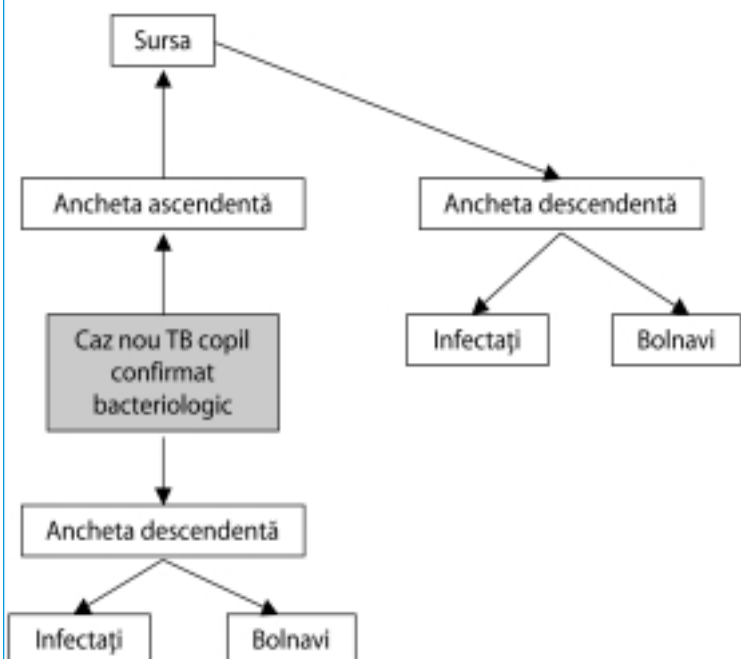 Sursa
Ancheta ascendentă
Ancheta descendentă
Caz nou TB copil
confirmat
bacteriologic
Infectaţi
Bolnavi
Ancheta descendentă
Infectaţi
Bolnavi